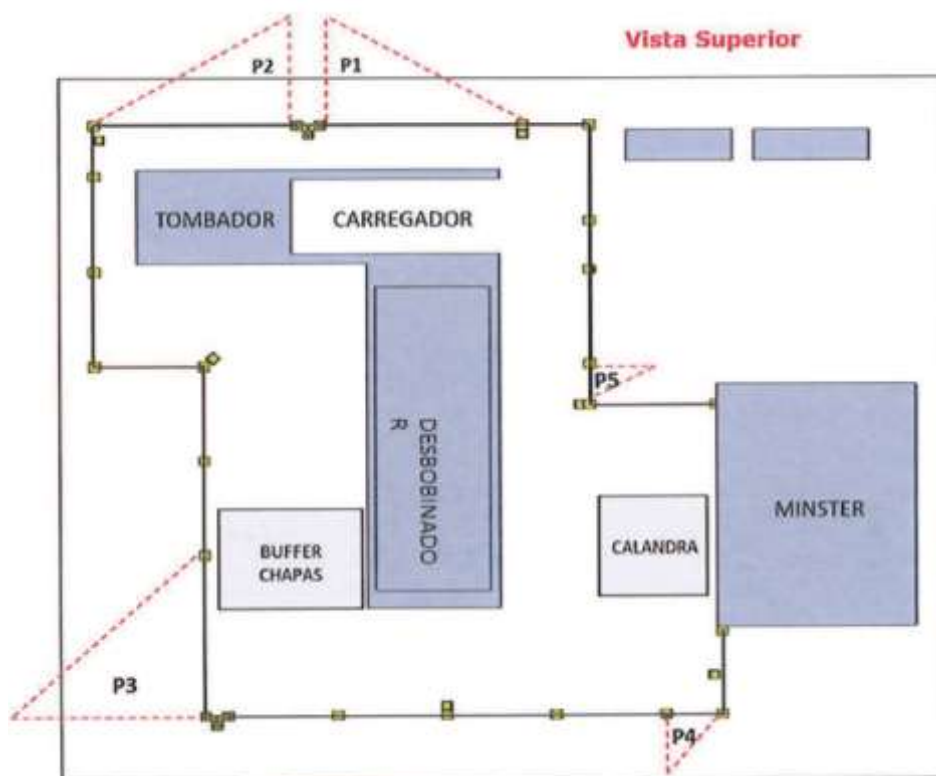 Vista Superior
P2
P1
TOMBADOR
CARREGADOR
P5
DESBOBINADO
R
MINSTER
BUFFER
CHAPAS
CALANDRA
P3
P4